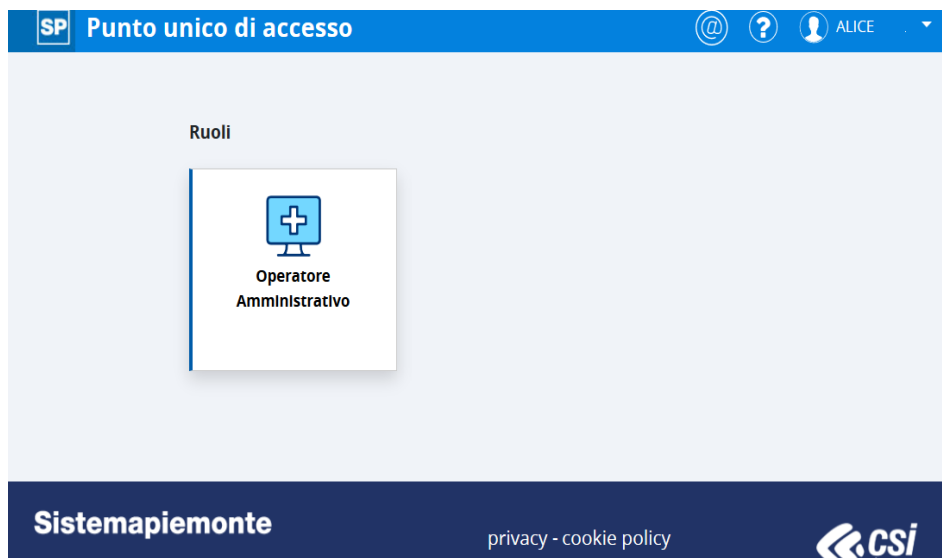 SP Punto unico di accesso @ ? ALICE
Ruoli
Operatore
Amministrativo
Sistemapiemonte
privacy - cookie policy
csi